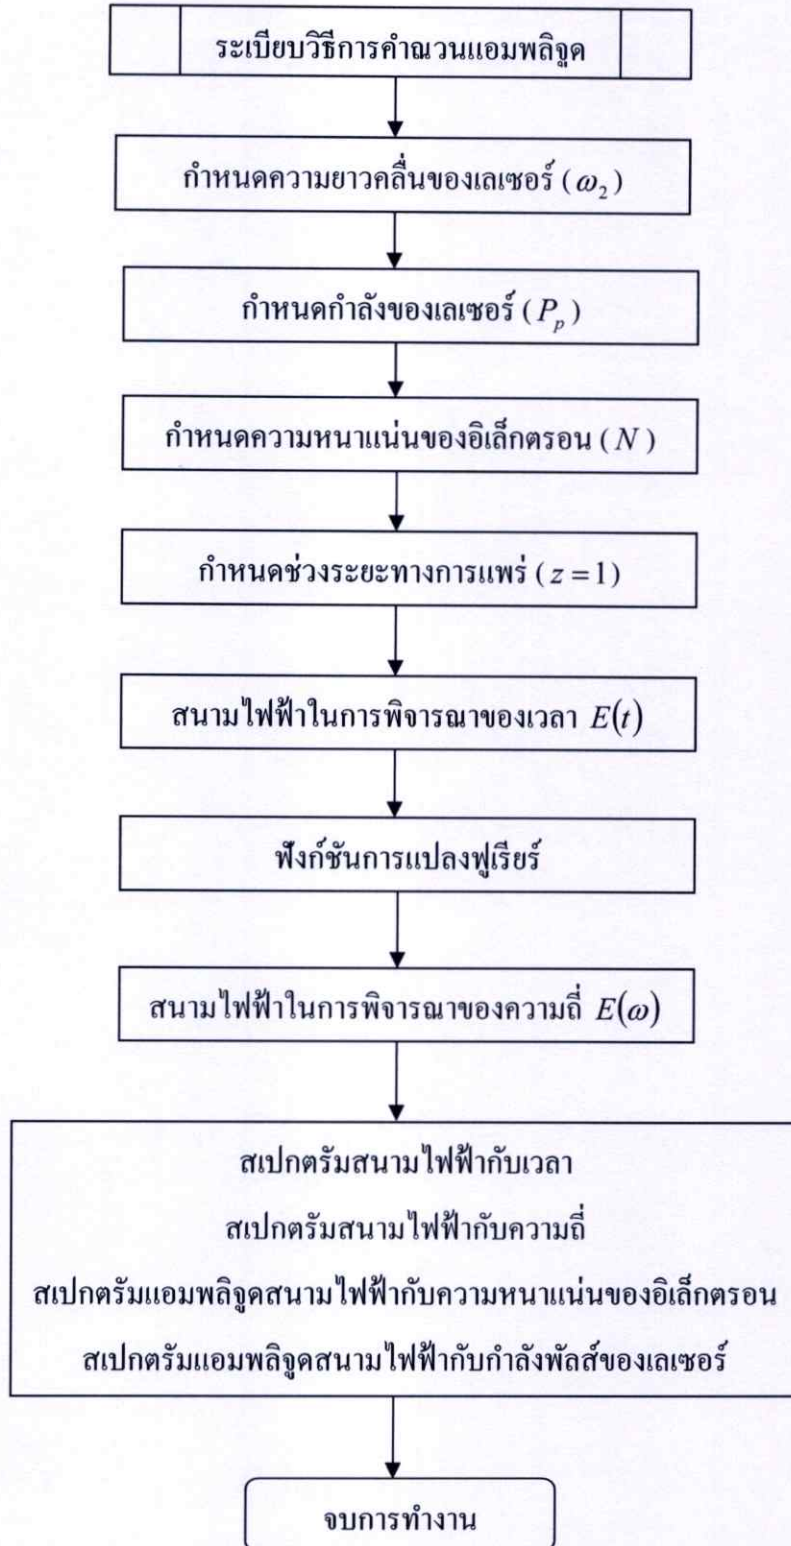 ระเบียบวิธีการคำณวนแอมพลิจูด
กำหนดความยาวคลื่นของเลเซอร์ (ω₂)
กำหนดกำลังของเลเซอร์ (Pₚ)
กำหนดความหนาแน่นของอิเล็กตรอน (N)
กำหนดช่วงระยะทางการแพร่ (z = 1)
สนามไฟฟ้าในการพิจารณาของเวลา E(t)
ฟังก์ชันการแปลงฟูเรียร์
สนามไฟฟ้าในการพิจารณาของความถี่ E(ω)
สเปกตรัมสนามไฟฟ้ากับเวลา
สเปกตรัมสนามไฟฟ้ากับความถี่
สเปกตรัมแอมพลิจูดสนามไฟฟ้ากับความหนาแน่นของอิเล็กตรอน
สเปกตรัมแอมพลิจูดสนามไฟฟ้ากับกำลังพัลส์ของเลเซอร์
จบการทำงาน